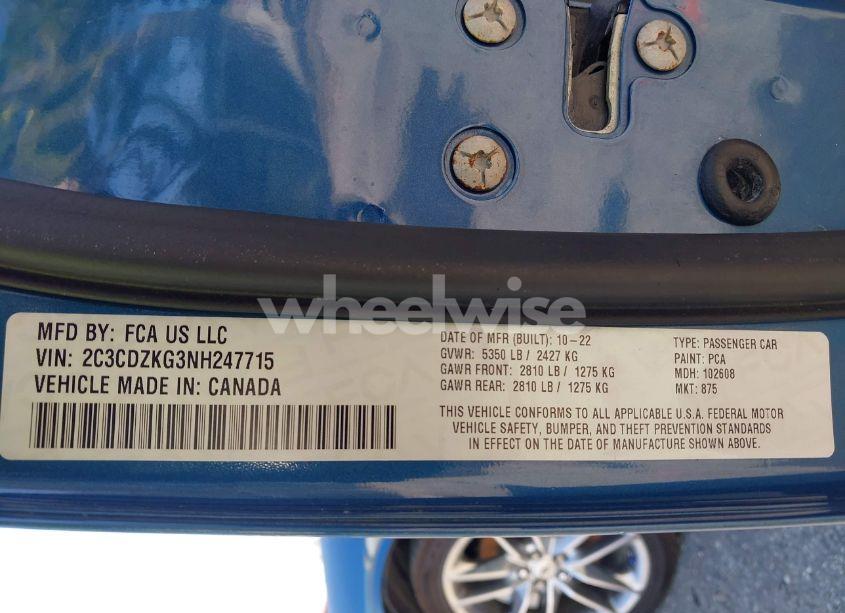 wheelwise
MFD BY: FCA US LLC
VIN: 2C3CDZKG3NH247715
VEHICLE MADE IN: CANADA
DATE OF MFR (BUILT): 10-22
GVWR: 5350 LB / 2427 KG
GAWR FRONT: 2810 LB / 1275 KG
GAWR REAR: 2810 LB / 1275 KG
TYPE: PASSENGER CAR
PAINT: PCA
MDH: 102608
MKT: 875
THIS VEHICLE CONFORMS TO ALL APPLICABLE U.S.A. FEDERAL MOTOR
VEHICLE SAFETY, BUMPER, AND THEFT PREVENTION STANDARDS
IN EFFECT ON THE DATE OF MANUFACTURE SHOWN ABOVE.